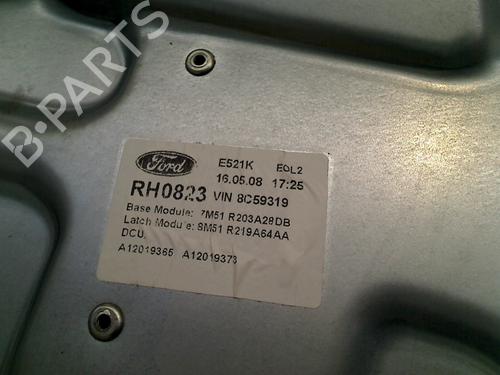 B-PARTS
Ford
E521K EOL2
16.05.08 17:25
RH0823 VIN 8C59319
Base Module: 7M51 R203A28DB
Latch Module: 8M51 R219A64AA
DCU:
A12019365 A12019373